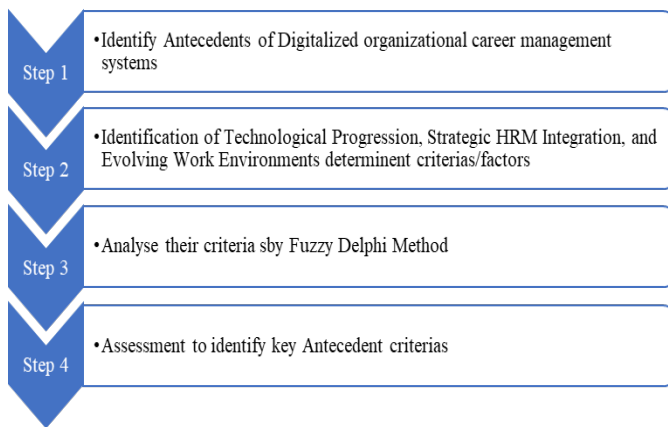 Step 1
•Identify Antecedents of Digitalized organizational career management
systems
Step 2
•Identification of Technological Progression, Strategic HRM Integration, and
Evolving Work Environments determinent criterias/factors
Step 3
•Analyse their criteria sby Fuzzy Delphi Method
Step 4
•Assessment to identify key Antecedent criterias